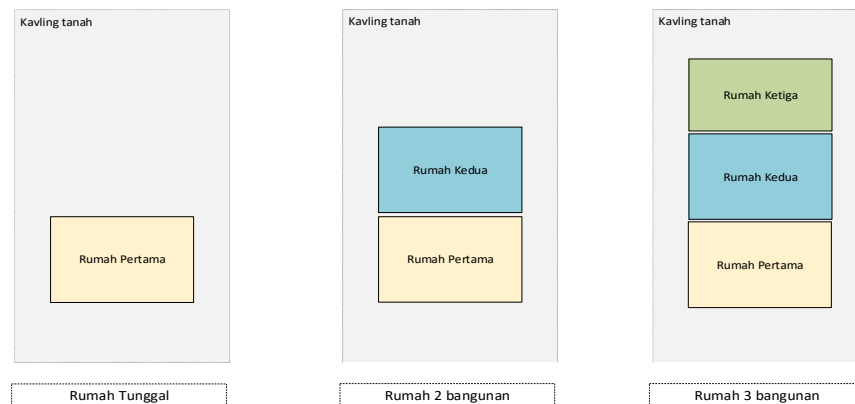 Kavling tanah
Rumah Pertama
Rumah Tunggal
Kavling tanah
Rumah Kedua
Rumah Pertama
Rumah 2 bangunan
Kavling tanah
Rumah Ketiga
Rumah Kedua
Rumah Pertama
Rumah 3 bangunan